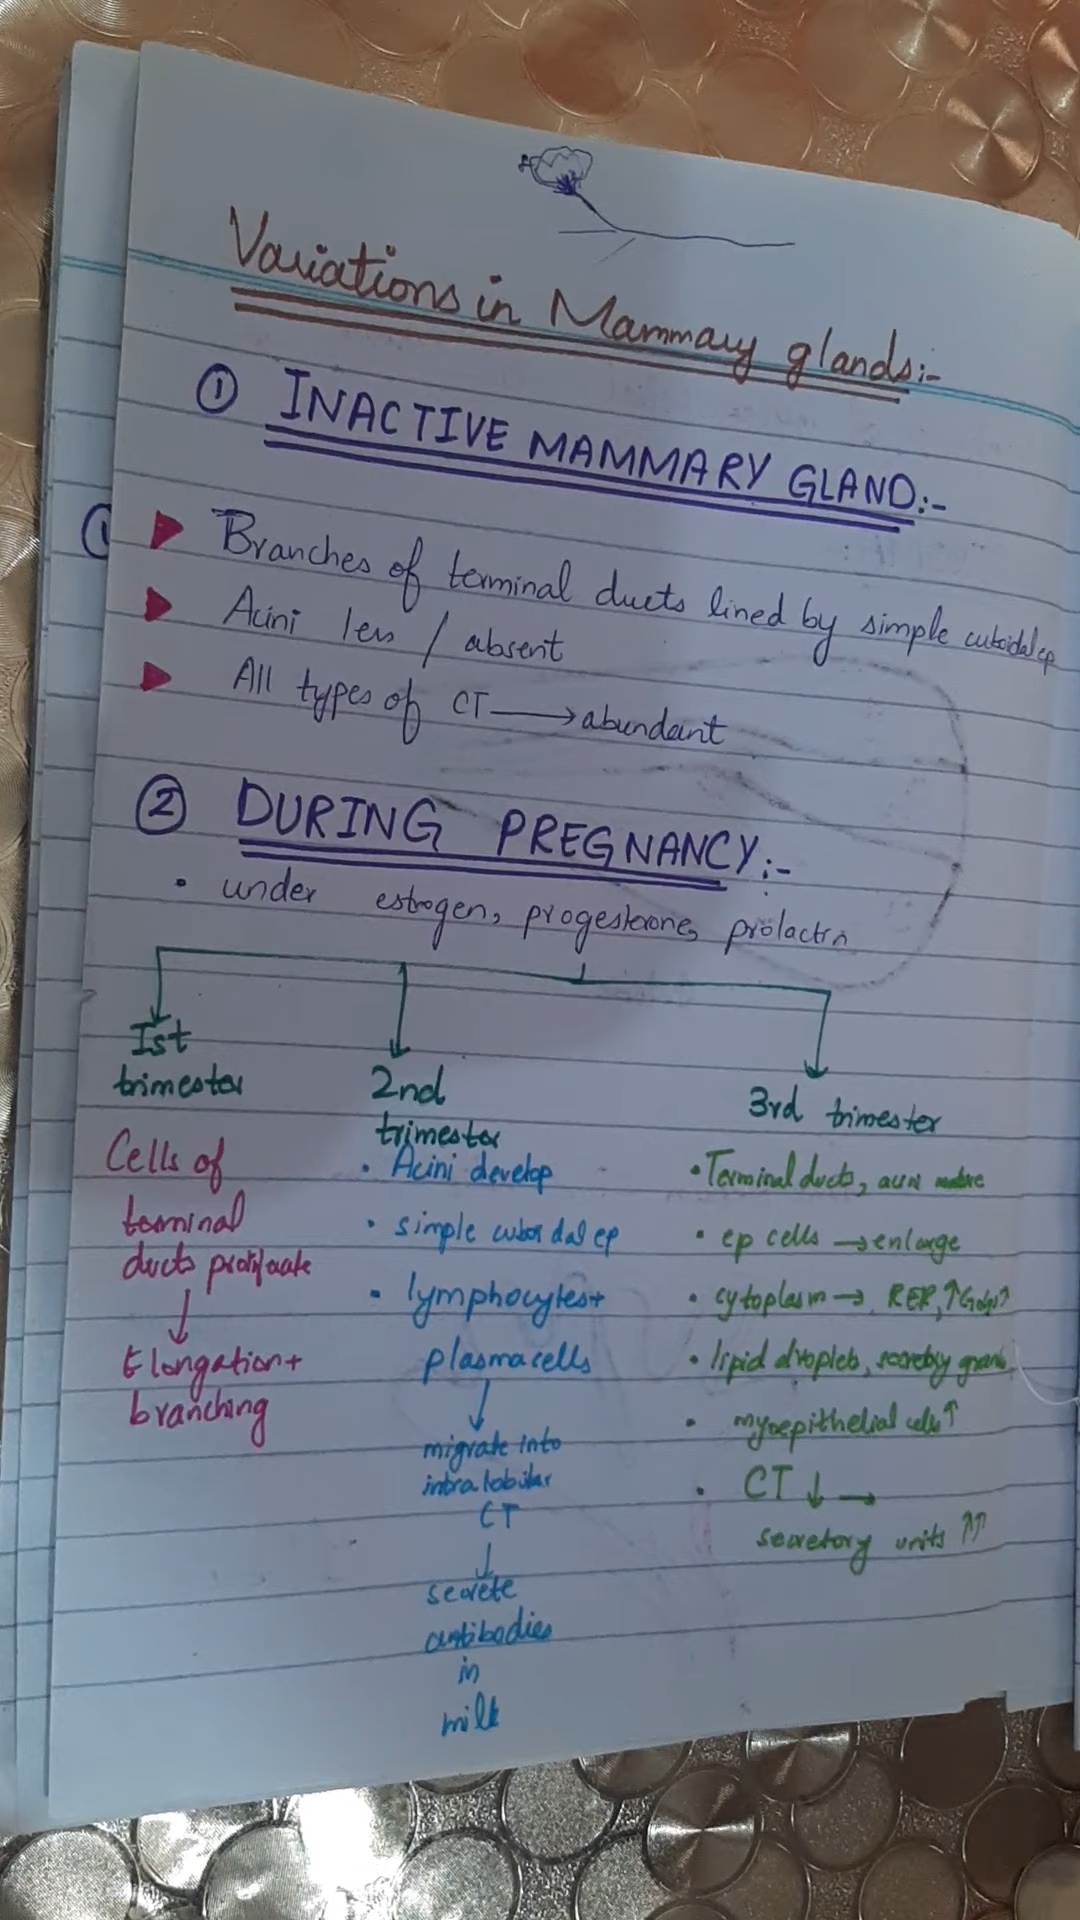 Variations in Mammary glands:-
① INACTIVE MAMMARY GLAND:-
Branches of terminal ducts lined by simple cuboidal ep
Acini less / absent
All types of CT → abundant
② DURING PREGNANCY:-
• under estrogen, progesterone, prolactin
Ist
trimester
Cells of
terminal
ducts proliferate
↓
Elongation+
branching
2nd
trimester
• Acini develop
• simple cuboidal ep
• lymphocytes+
plasma cells
↓
migrate into
intralobular
CT
↓
secrete
antibodies
in
milk
3rd trimester
• Terminal ducts, acini mature
• ep cells → enlarge
• cytoplasm → RER,↑ Golgi↑
• lipid droplets, secretory
• myoepithelial cells↑
• CT↓ →
secretory units ↑↑